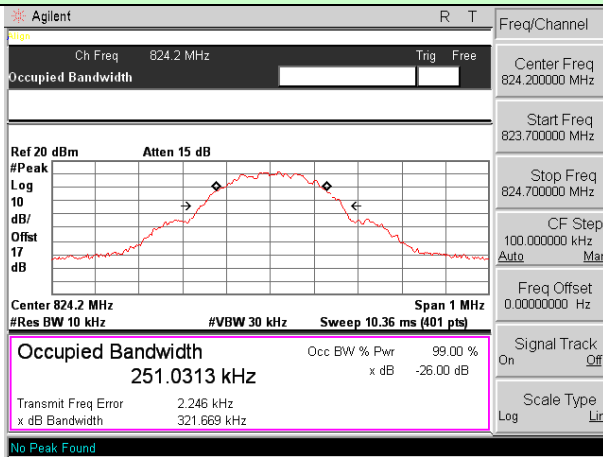 Agilent R T
Align
Ch Freq 824.2 MHz Trig Free
Occupied Bandwidth
Ref 20 dBm Atten 15 dB
#Peak
Log
10
dB/
Offst
17
dB
Center 824.2 MHz Span 1 MHz
#Res BW 10 kHz #VBW 30 kHz Sweep 10.36 ms (401 pts)
Occupied Bandwidth Occ BW % Pwr 99.00 %
251.0313 kHz x dB -26.00 dB
Transmit Freq Error 2.246 kHz
x dB Bandwidth 321.669 kHz
No Peak Found
Freq/Channel
Center Freq
824.200000 MHz
Start Freq
823.700000 MHz
Stop Freq
824.700000 MHz
CF Step
100.000000 kHz
Auto Mar
Freq Offset
0.00000000 Hz
Signal Track
On Off
Scale Type
Log Lin